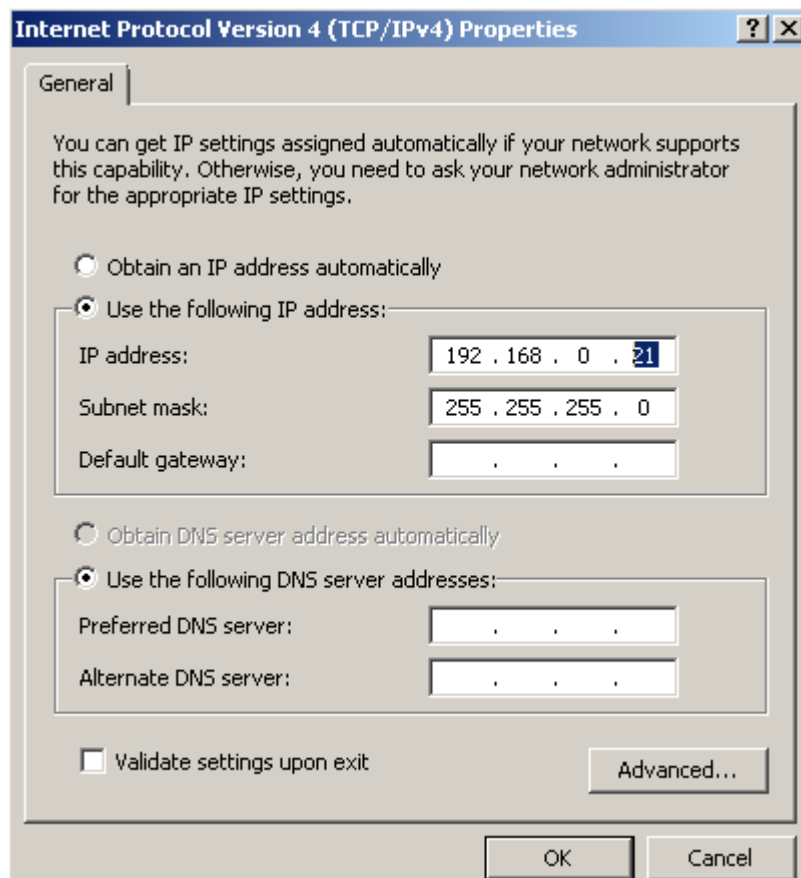 Internet Protocol Version 4 (TCP/IPv4) Properties
General
You can get IP settings assigned automatically if your network supports
this capability. Otherwise, you need to ask your network administrator
for the appropriate IP settings.
Obtain an IP address automatically
Use the following IP address:
IP address: 192 . 168 . 0 . 21
Subnet mask: 255 . 255 . 255 . 0
Default gateway: . . .
Obtain DNS server address automatically
Use the following DNS server addresses:
Preferred DNS server: . . .
Alternate DNS server: . . .
Validate settings upon exit
Advanced...
OK Cancel